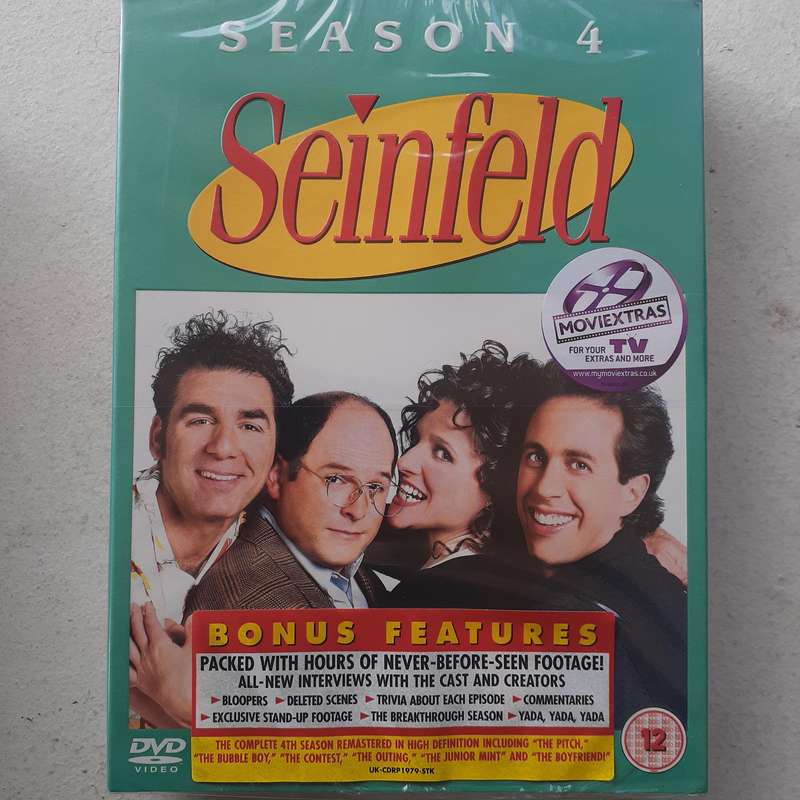 SEASON 4
Seinfeld
MOVIEXTRAS
FOR YOUR TV
EXTRAS AND MORE
www.mymoviextras.co.uk
BONUS FEATURES
PACKED WITH HOURS OF NEVER-BEFORE-SEEN FOOTAGE!
ALL-NEW INTERVIEWS WITH THE CAST AND CREATORS
►BLOOPERS ►DELETED SCENES ►TRIVIA ABOUT EACH EPISODE ►COMMENTARIES
►EXCLUSIVE STAND-UP FOOTAGE ►THE BREAKTHROUGH SEASON ►YADA, YADA, YADA
THE COMPLETE 4TH SEASON REMASTERED IN HIGH DEFINITION INCLUDING "THE PITCH,"
"THE BUBBLE BOY," "THE CONTEST," "THE OUTING," "THE JUNIOR MINT" AND "THE BOYFRIEND!"
UK-CDRP1979-STK
DVD
VIDEO
12